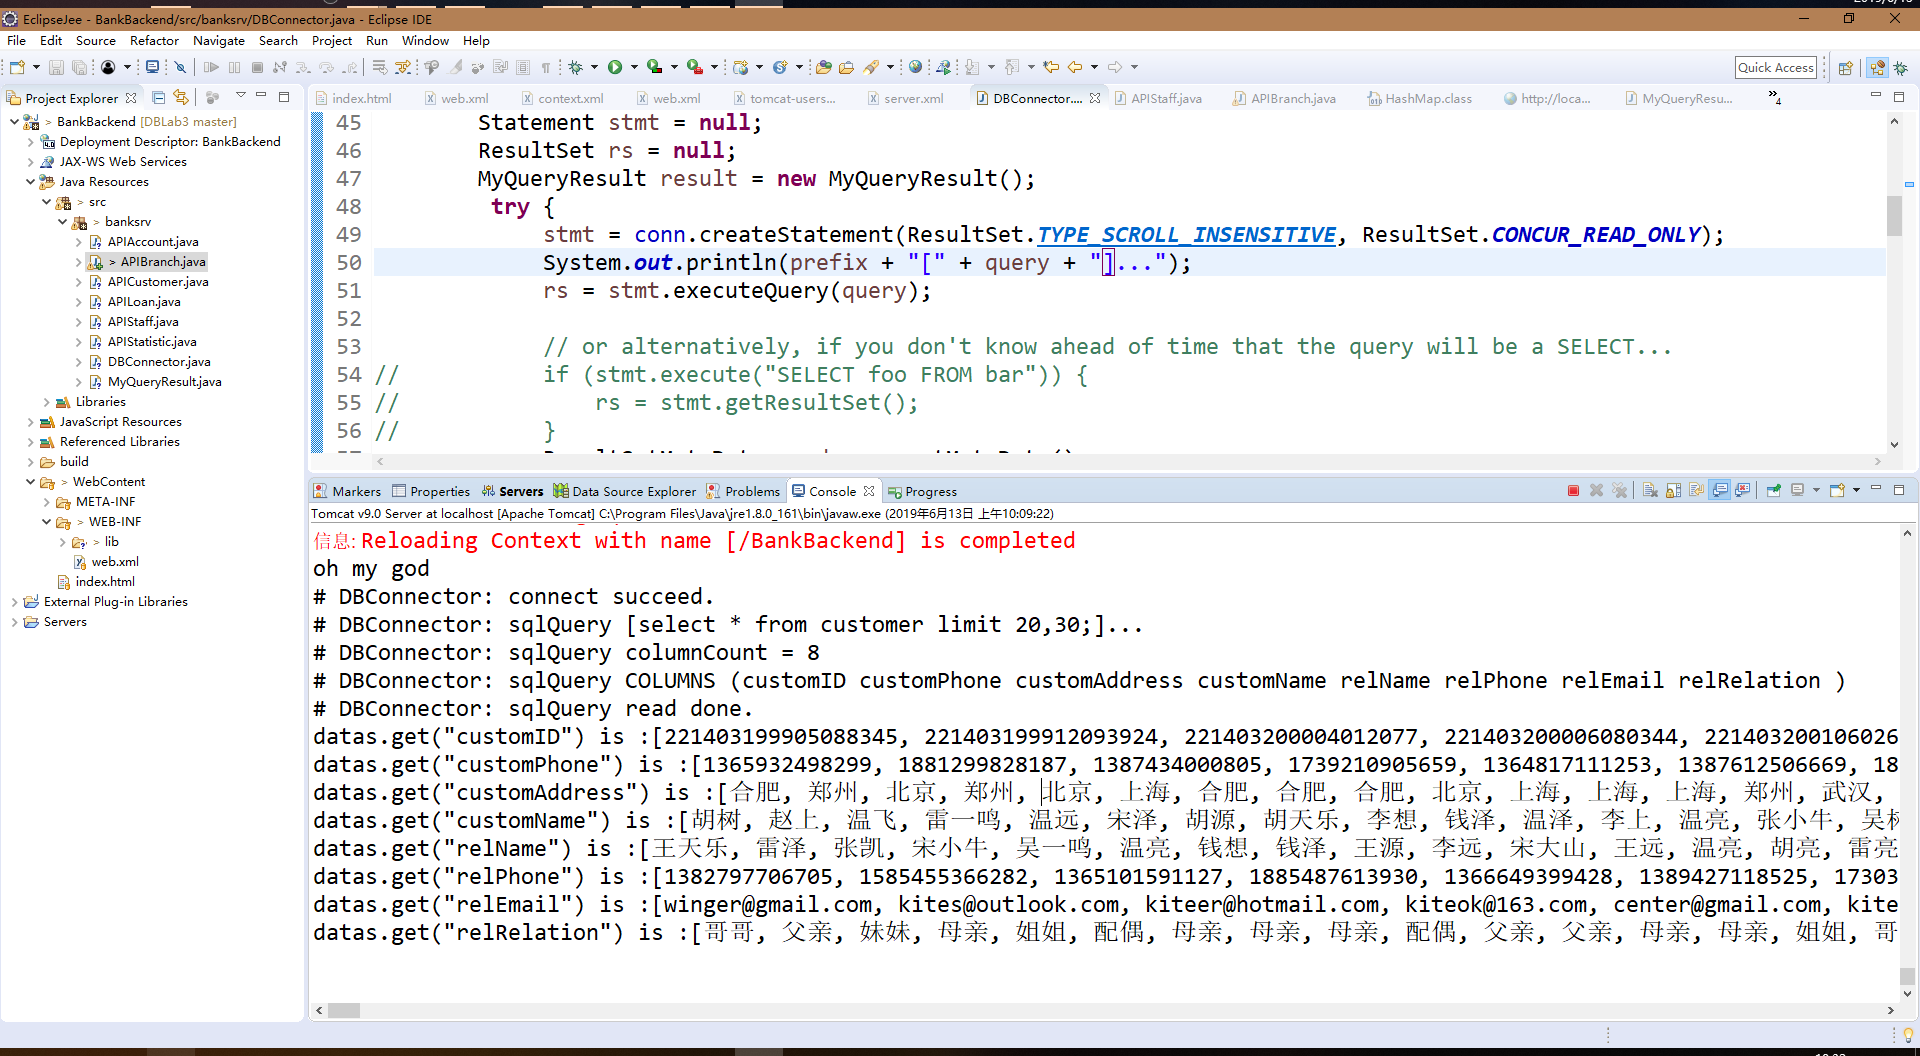 EclipseJee - BankBackend/src/banksrv/DBConnector.java - Eclipse IDE
File Edit Source Refactor Navigate Search Project Run Window Help
Quick Access
Project Explorer
index.html web.xml context.xml web.xml tomcat-users... server.xml DBConnector.... APIStaff.java APIBranch.java HashMap.class http://loca... MyQueryResu... »4
> BankBackend [DBLab3 master]
Deployment Descriptor: BankBackend
JAX-WS Web Services
Java Resources
> src
> banksrv
APIAccount.java
> APIBranch.java
APICustomer.java
APILoan.java
APIStaff.java
APIStatistic.java
DBConnector.java
MyQueryResult.java
Libraries
JavaScript Resources
Referenced Libraries
build
> WebContent
META-INF
> WEB-INF
> lib
web.xml
index.html
External Plug-in Libraries
Servers
45 Statement stmt = null;
46 ResultSet rs = null;
47 MyQueryResult result = new MyQueryResult();
48 try {
49 stmt = conn.createStatement(ResultSet.TYPE_SCROLL_INSENSITIVE, ResultSet.CONCUR_READ_ONLY);
50 System.out.println(prefix + "[" + query + "]...");
51 rs = stmt.executeQuery(query);
52
53 // or alternatively, if you don't know ahead of time that the query will be a SELECT...
54 // if (stmt.execute("SELECT foo FROM bar")) {
55 // rs = stmt.getResultSet();
56 // }
Markers Properties Servers Data Source Explorer Problems Console Progress
Tomcat v9.0 Server at localhost [Apache Tomcat] C:\Program Files\Java\jre1.8.0_161\bin\javaw.exe (2019年6月13日 上午10:09:22)
信息: Reloading Context with name [/BankBackend] is completed
oh my god
# DBConnector: connect succeed.
# DBConnector: sqlQuery [select * from customer limit 20,30;]...
# DBConnector: sqlQuery columnCount = 8
# DBConnector: sqlQuery COLUMNS (customID customPhone customAddress customName relName relPhone relEmail relRelation )
# DBConnector: sqlQuery read done.
datas.get("customID") is :[221403199905088345, 221403199912093924, 221403200004012077, 221403200006080344, 221403200106026
datas.get("customPhone") is :[1365932498299, 1881299828187, 1387434000805, 1739210905659, 1364817111253, 1387612506669, 18
datas.get("customAddress") is :[合肥, 郑州, 北京, 郑州, 北京, 上海, 合肥, 合肥, 合肥, 北京, 上海, 上海, 上海, 郑州, 武汉,
datas.get("customName") is :[胡树, 赵上, 温飞, 雷一鸣, 温远, 宋泽, 胡源, 胡天乐, 李想, 钱泽, 温泽, 李上, 温亮, 张小牛, 吴树
datas.get("relName") is :[王天乐, 雷泽, 张凯, 宋小牛, 吴一鸣, 温亮, 钱想, 钱泽, 王源, 李远, 宋大山, 王远, 温亮, 胡亮, 雷亮
datas.get("relPhone") is :[1382797706705, 1585455366282, 1365101591127, 1885487613930, 1366649399428, 1389427118525, 17303
datas.get("relEmail") is :[winger@gmail.com, kites@outlook.com, kiteer@hotmail.com, kiteok@163.com, center@gmail.com, kite
datas.get("relRelation") is :[哥哥, 父亲, 妹妹, 母亲, 姐姐, 配偶, 母亲, 母亲, 母亲, 配偶, 父亲, 父亲, 母亲, 母亲, 姐姐, 哥